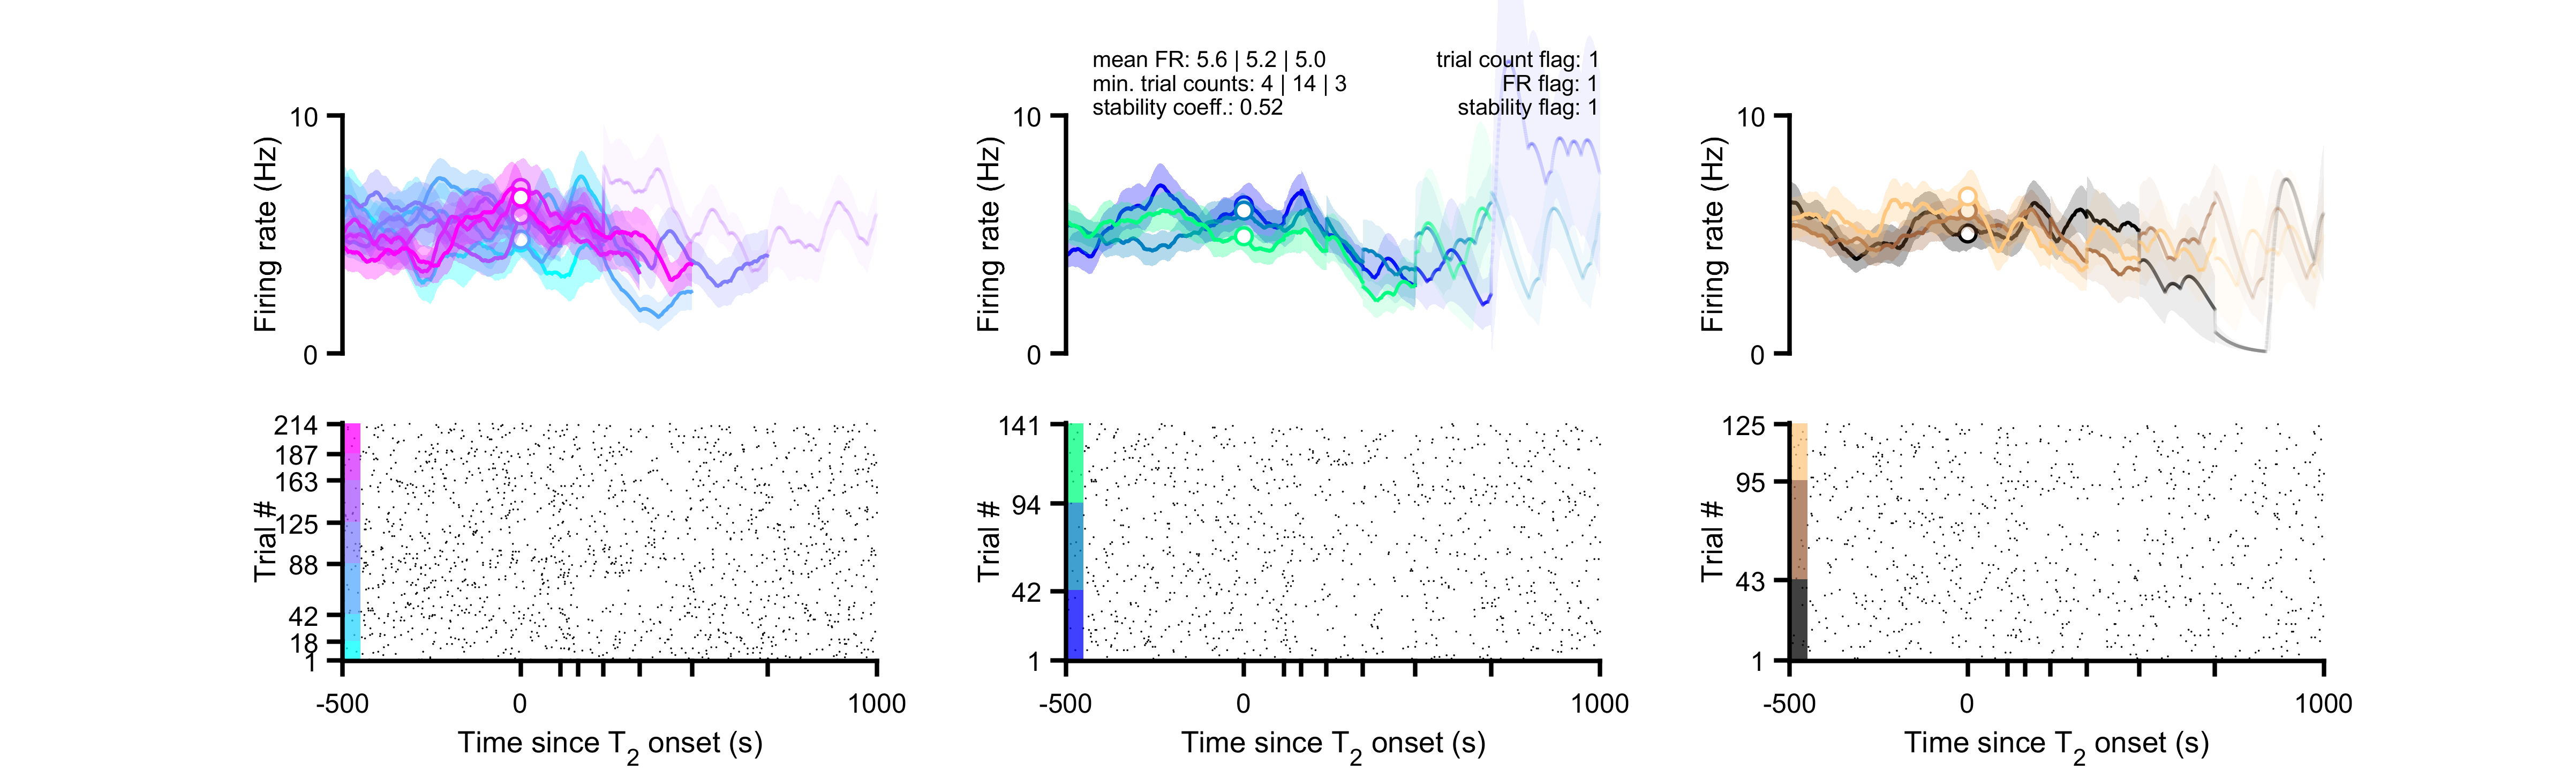 mean FR: 5.6 | 5.2 | 5.0
min. trial counts: 4 | 14 | 3
stability coeff.: 0.52
trial count flag: 1
FR flag: 1
stability flag: 1
Firing rate (Hz)
10
0
Firing rate (Hz)
10
0
Firing rate (Hz)
10
0
Trial #
214
187
163
125
88
42
18
1
-500
0
1000
Time since T2 onset (s)
Trial #
141
94
42
1
-500
0
1000
Time since T2 onset (s)
Trial #
125
95
43
1
-500
0
1000
Time since T2 onset (s)